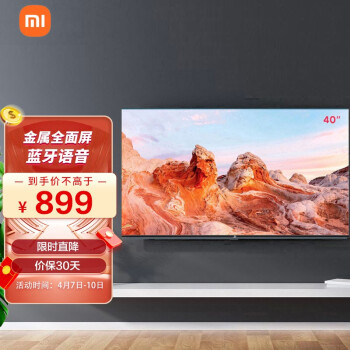 mi
40"
金属全面屏
蓝牙语音
到手价不高于
¥ 899
限时直降
价保30天
活动时间：4月7日-10日